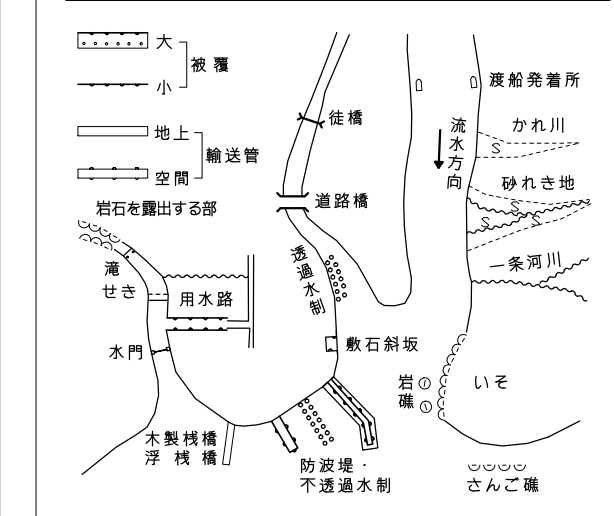 大
被覆
小
地上
輸送管
空間
岩石を露出する部
滝
せき
用水路
水門
木製桟橋
浮桟橋
徒橋
道路橋
透過水制
敷石斜坂
防波堤・
不透過水制
流水方向
渡船発着所
かれ川
砂れき地
一条河川
岩礁
いそ
さんご礁